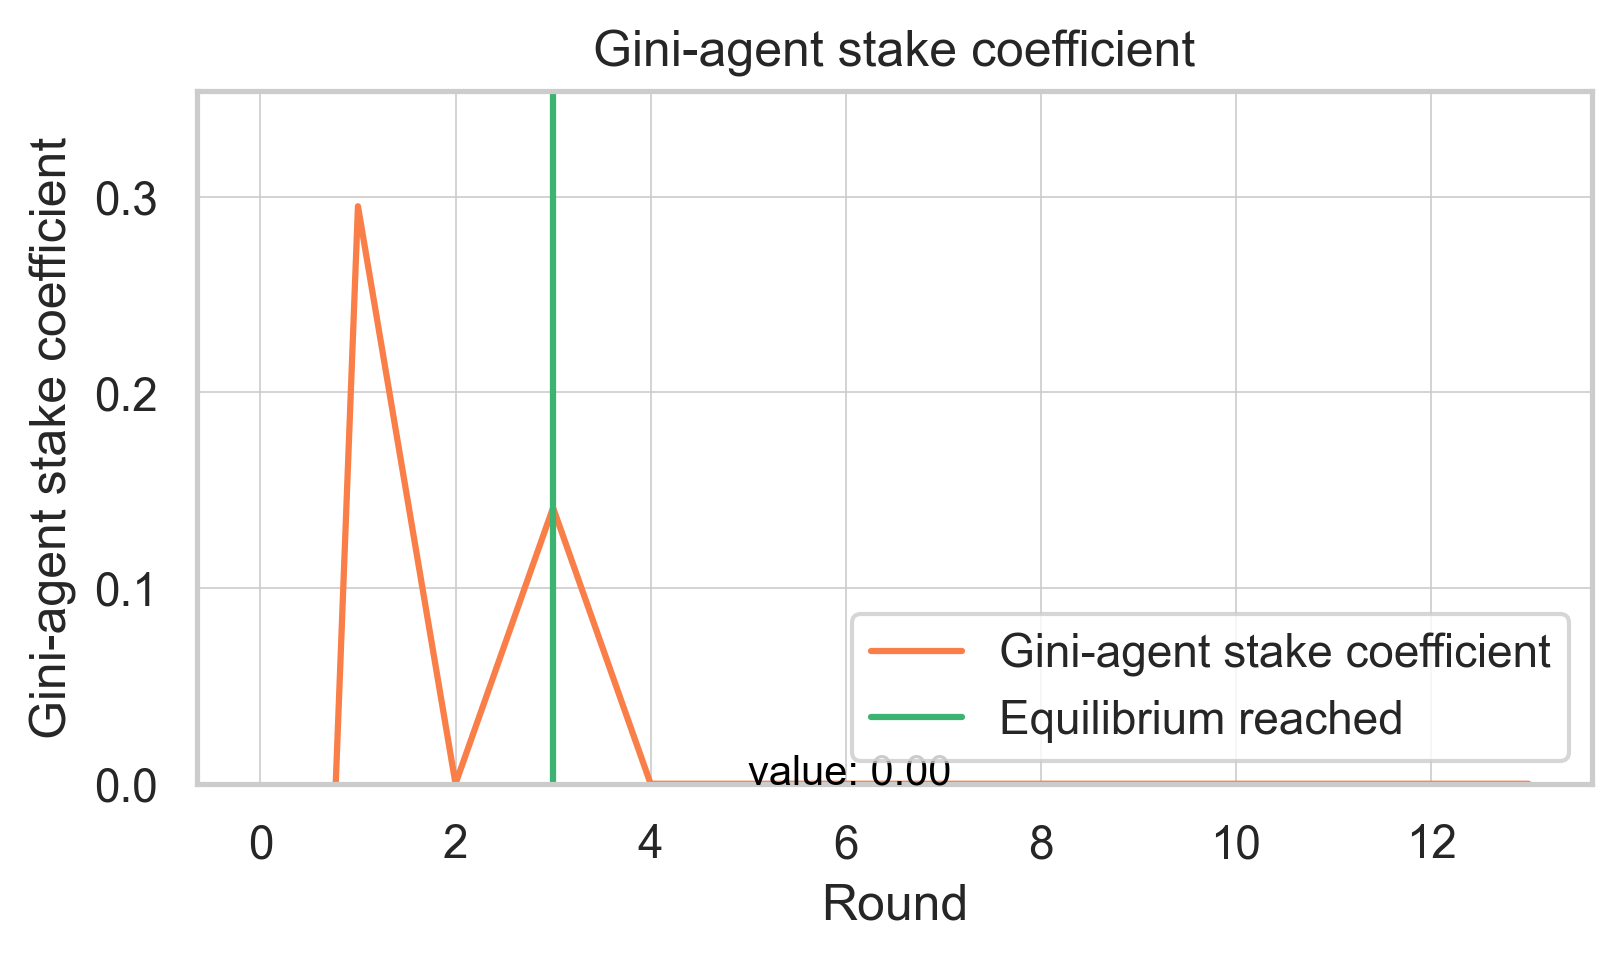 Gini-agent stake coefficient
Gini-agent stake coefficient
0.3
0.2
0.1
0.0
Gini-agent stake coefficient
Equilibrium reached
value: 0.00
0 2 4 6 8 10 12
Round